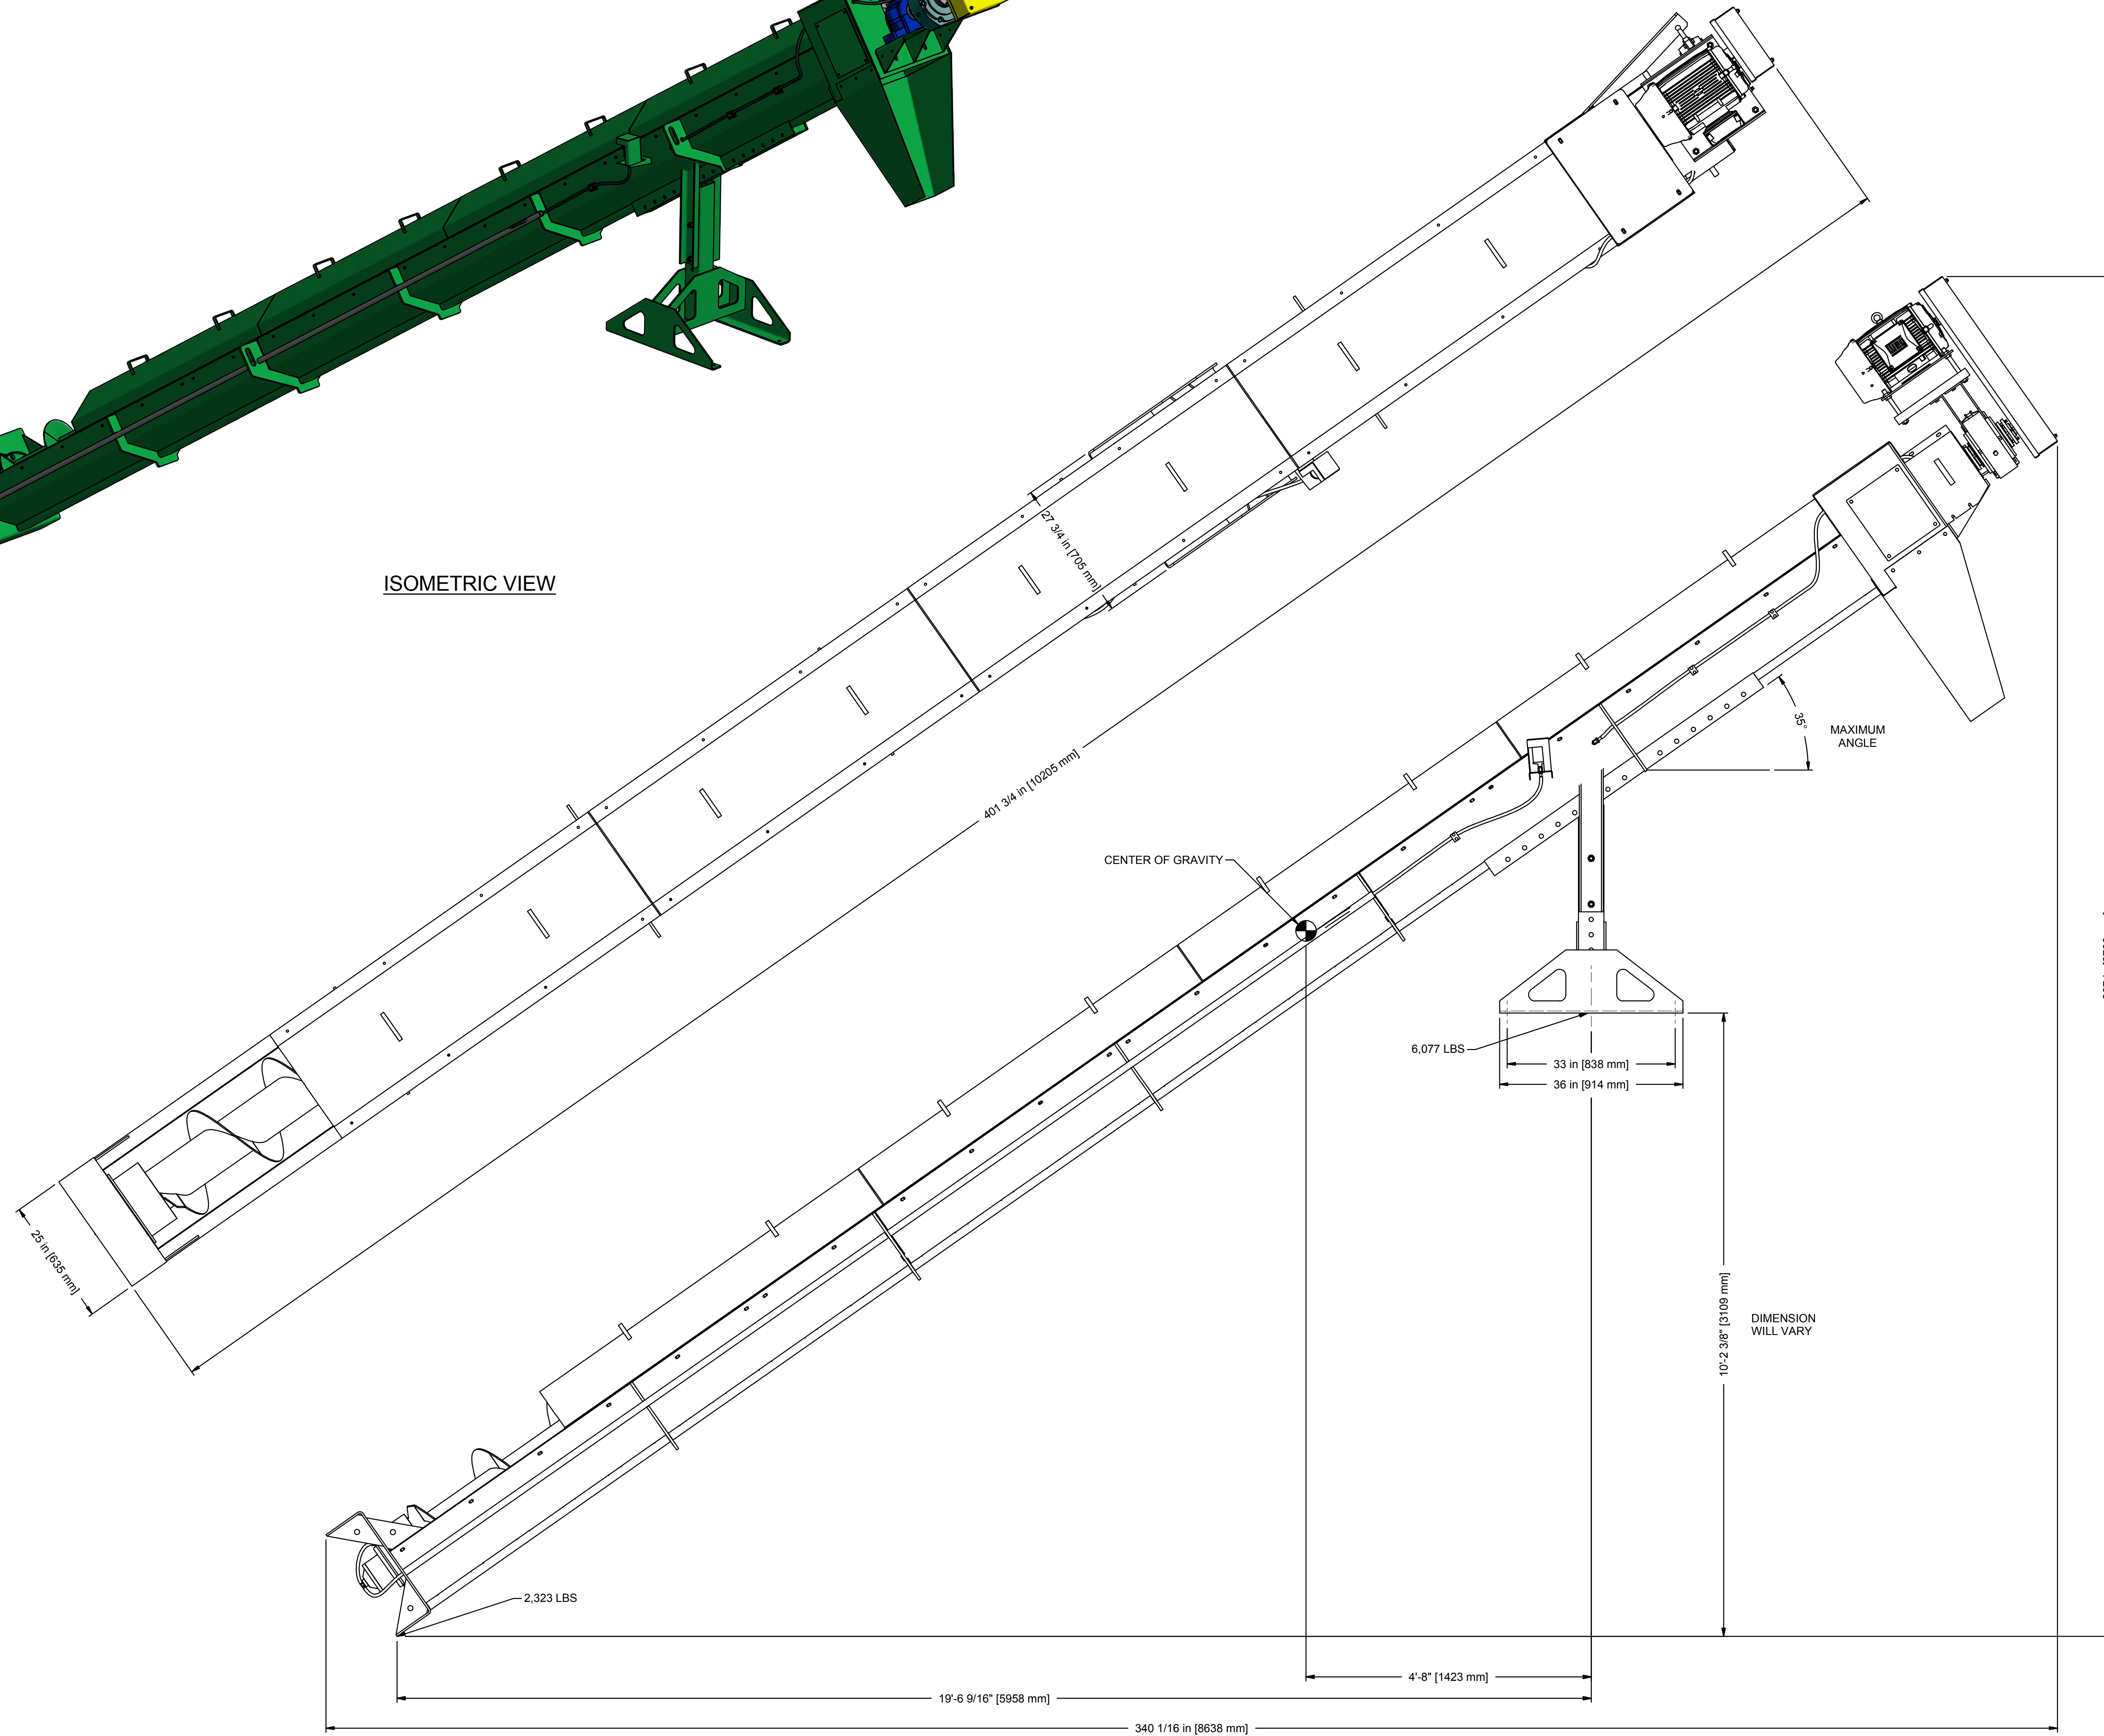 27 3/4 in [705 mm]
ISOMETRIC VIEW
35°
MAXIMUM
ANGLE
401 3/4 in [10205 mm]
CENTER OF GRAVITY
6,077 LBS
33 in [838 mm]
36 in [914 mm]
25 in [635 mm]
10'-2 3/8" [3109 mm]
DIMENSION
WILL VARY
2,323 LBS
4'-8" [1423 mm]
19'-6 9/16" [5958 mm]
340 1/16 in [8638 mm]